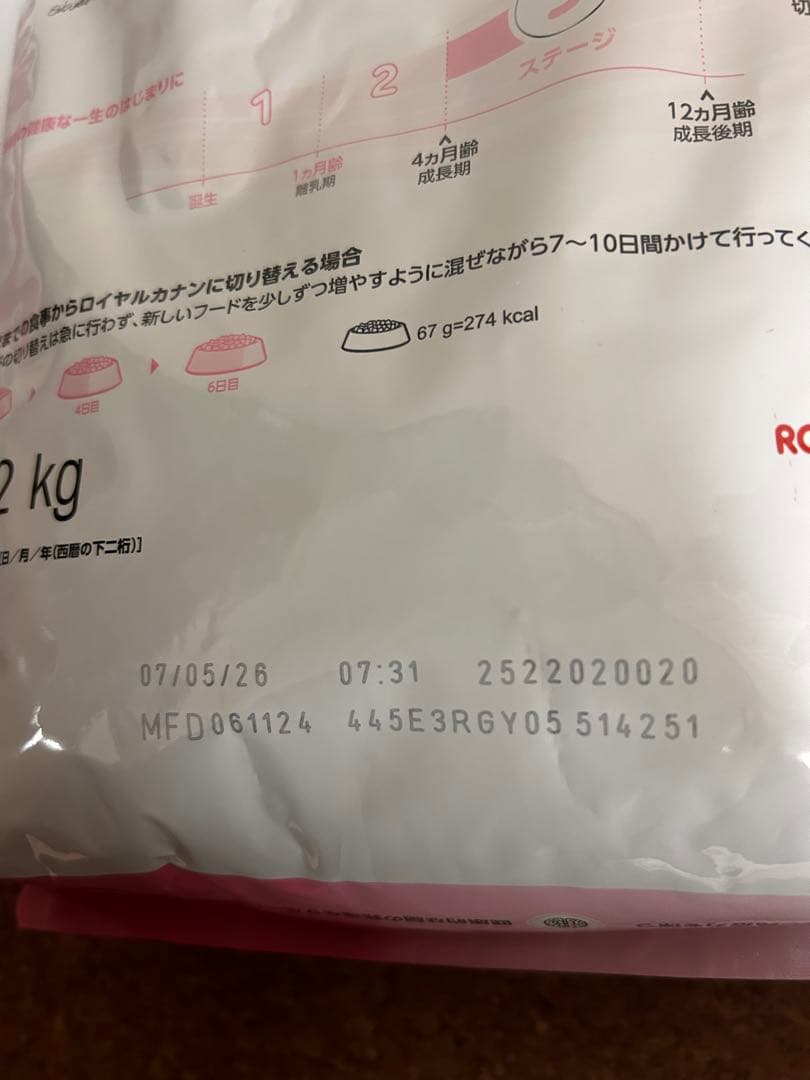 切
健康な一生のはじまりに
1
2
ステージ
誕生
1ヵ月齢
離乳期
4ヵ月齢
成長期
12ヵ月齢
成長後期
までの食事からロイヤルカナンに切り替える場合
の切り替えは急に行わず、新しいフードを少しずつ増やすように混ぜながら7〜10日間かけて行ってく
4日目
6日目
67 g=274 kcal
RO
2 kg
日/月/年(西暦の下二桁)]
07/05/26 07:31 2522020020
MFD061124 445E3RGY05 514251